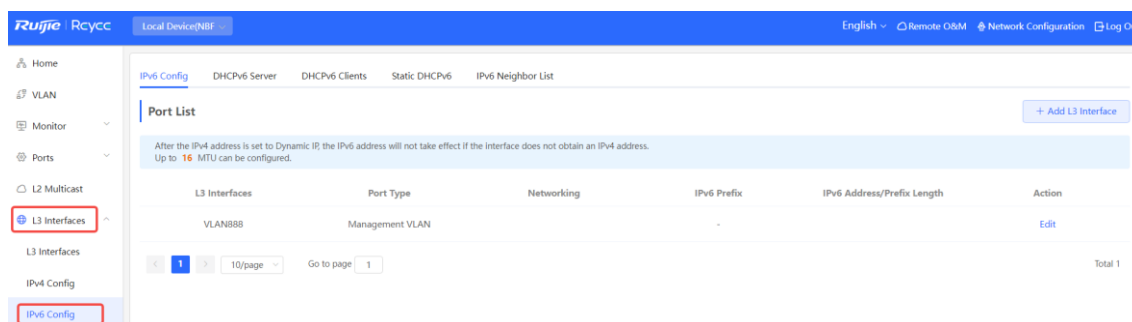 Ruijie | Rcycc
Local Device(NBF
English
Remote O&M
Network Configuration
Log O
Home
VLAN
Monitor
Ports
L2 Multicast
L3 Interfaces
L3 Interfaces
IPv4 Config
IPv6 Config
IPv6 Config DHCPv6 Server DHCPv6 Clients Static DHCPv6 IPv6 Neighbor List
Port List
+ Add L3 Interface
After the IPv4 address is set to Dynamic IP, the IPv6 address will not take effect if the interface does not obtain an IPv4 address.
Up to 16 MTU can be configured.
L3 Interfaces Port Type Networking IPv6 Prefix IPv6 Address/Prefix Length Action
VLAN888 Management VLAN - Edit
< 1 > 10/page Go to page 1 Total 1